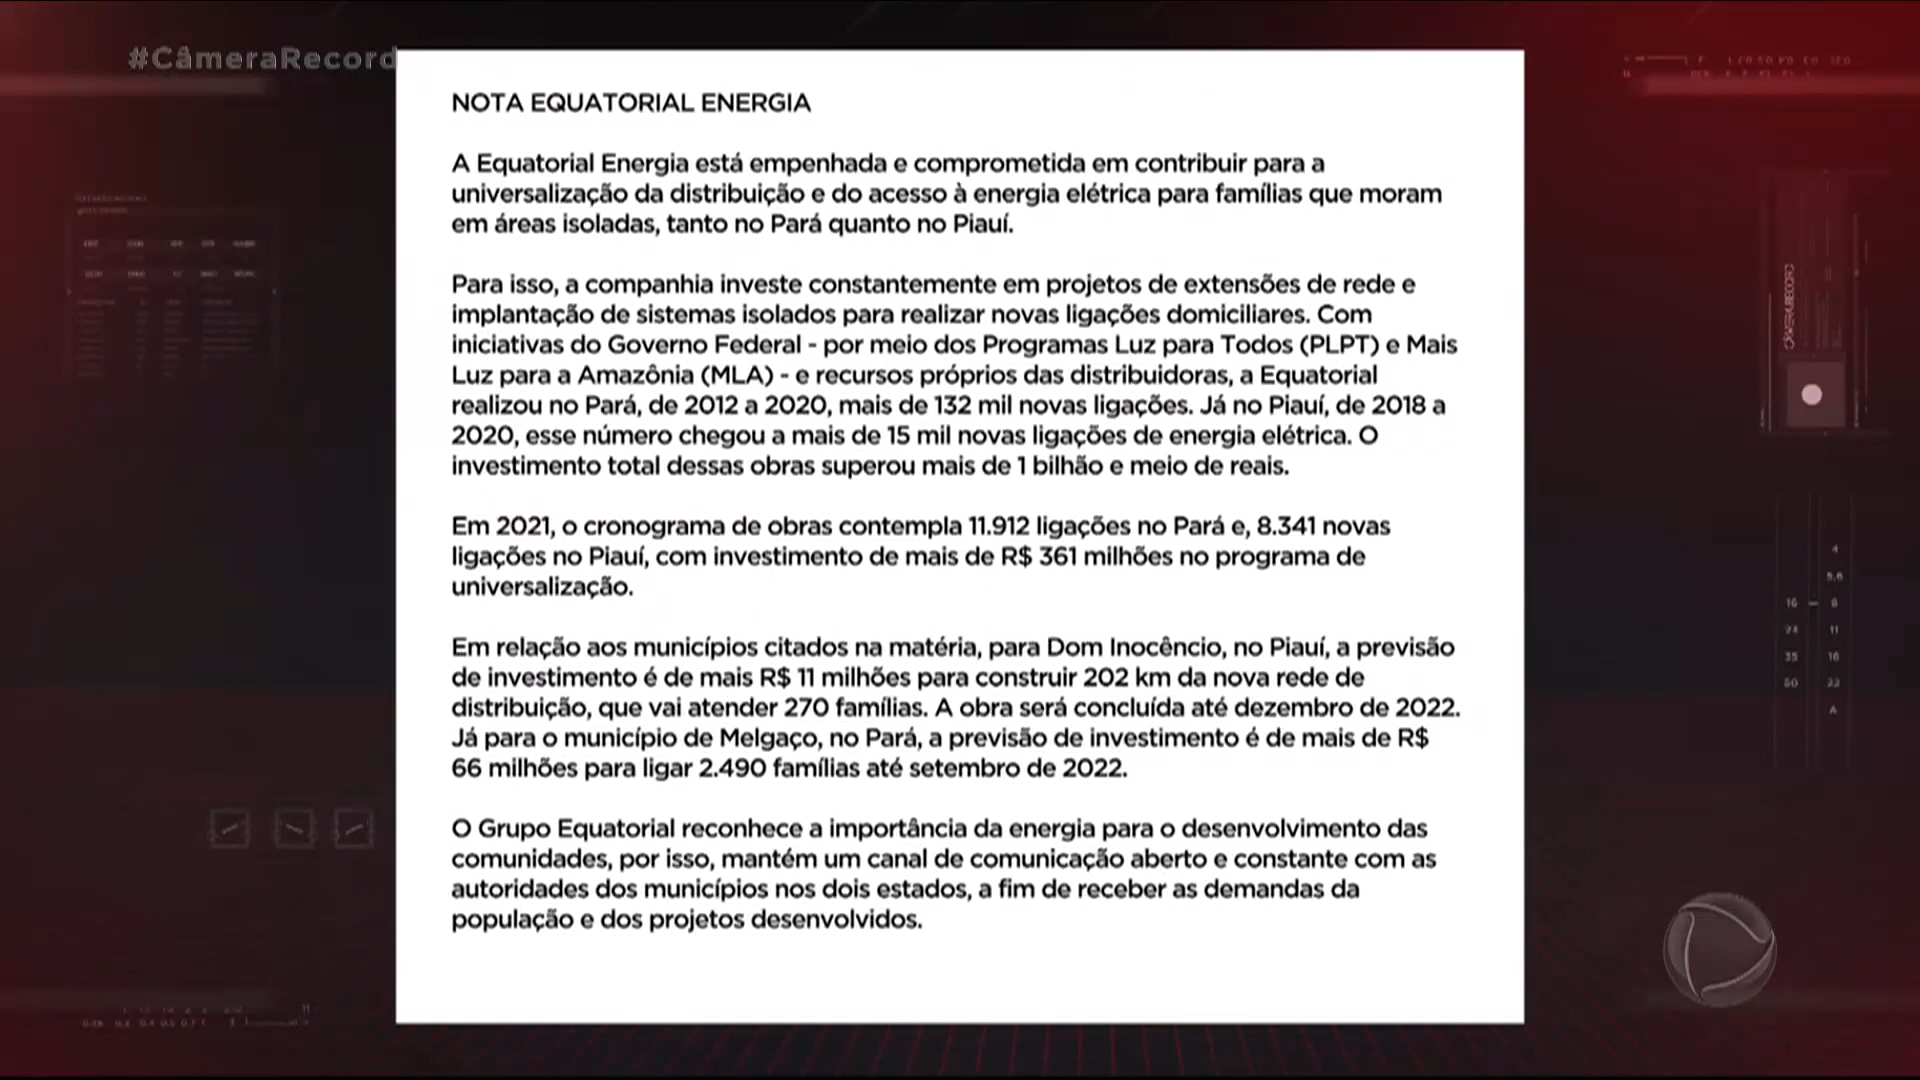 #CâmeraRecord
NOTA EQUATORIAL ENERGIA
A Equatorial Energia está empenhada e comprometida em contribuir para a
universalização da distribuição e do acesso à energia elétrica para famílias que moram
em áreas isoladas, tanto no Pará quanto no Piauí.
Para isso, a companhia investe constantemente em projetos de extensões de rede e
implantação de sistemas isolados para realizar novas ligações domiciliares. Com
iniciativas do Governo Federal - por meio dos Programas Luz para Todos (PLPT) e Mais
Luz para a Amazônia (MLA) - e recursos próprios das distribuidoras, a Equatorial
realizou no Pará, de 2012 a 2020, mais de 132 mil novas ligações. Já no Piauí, de 2018 a
2020, esse número chegou a mais de 15 mil novas ligações de energia elétrica. O
investimento total dessas obras superou mais de 1 bilhão e meio de reais.
Em 2021, o cronograma de obras contempla 11.912 ligações no Pará e, 8.341 novas
ligações no Piauí, com investimento de mais de R$ 361 milhões no programa de
universalização.
Em relação aos municípios citados na matéria, para Dom Inocêncio, no Piauí, a previsão
de investimento é de mais R$ 11 milhões para construir 202 km da nova rede de
distribuição, que vai atender 270 famílias. A obra será concluída até dezembro de 2022.
Já para o município de Melgaço, no Pará, a previsão de investimento é de mais de R$
66 milhões para ligar 2.490 famílias até setembro de 2022.
O Grupo Equatorial reconhece a importância da energia para o desenvolvimento das
comunidades, por isso, mantém um canal de comunicação aberto e constante com as
autoridades dos municípios nos dois estados, a fim de receber as demandas da
população e dos projetos desenvolvidos.
4
5.6
16 8
11
35 16
50 22
A